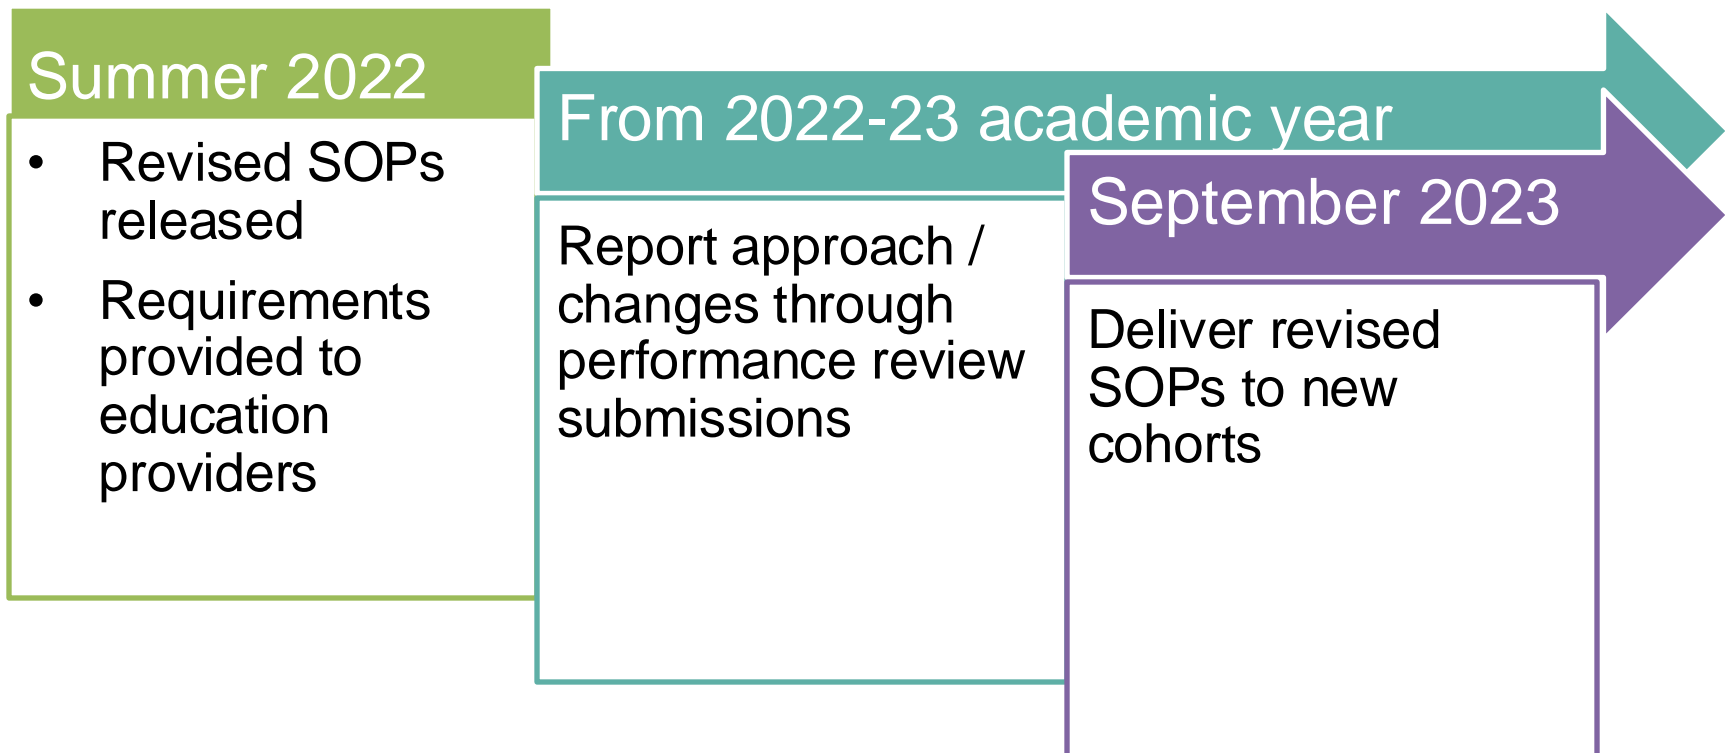 Summer 2022
• Revised SOPs
released
• Requirements
provided to
education
providers
From 2022-23 academic year
Report approach /
changes through
performance review
submissions
September 2023
Deliver revised
SOPs to new
cohorts